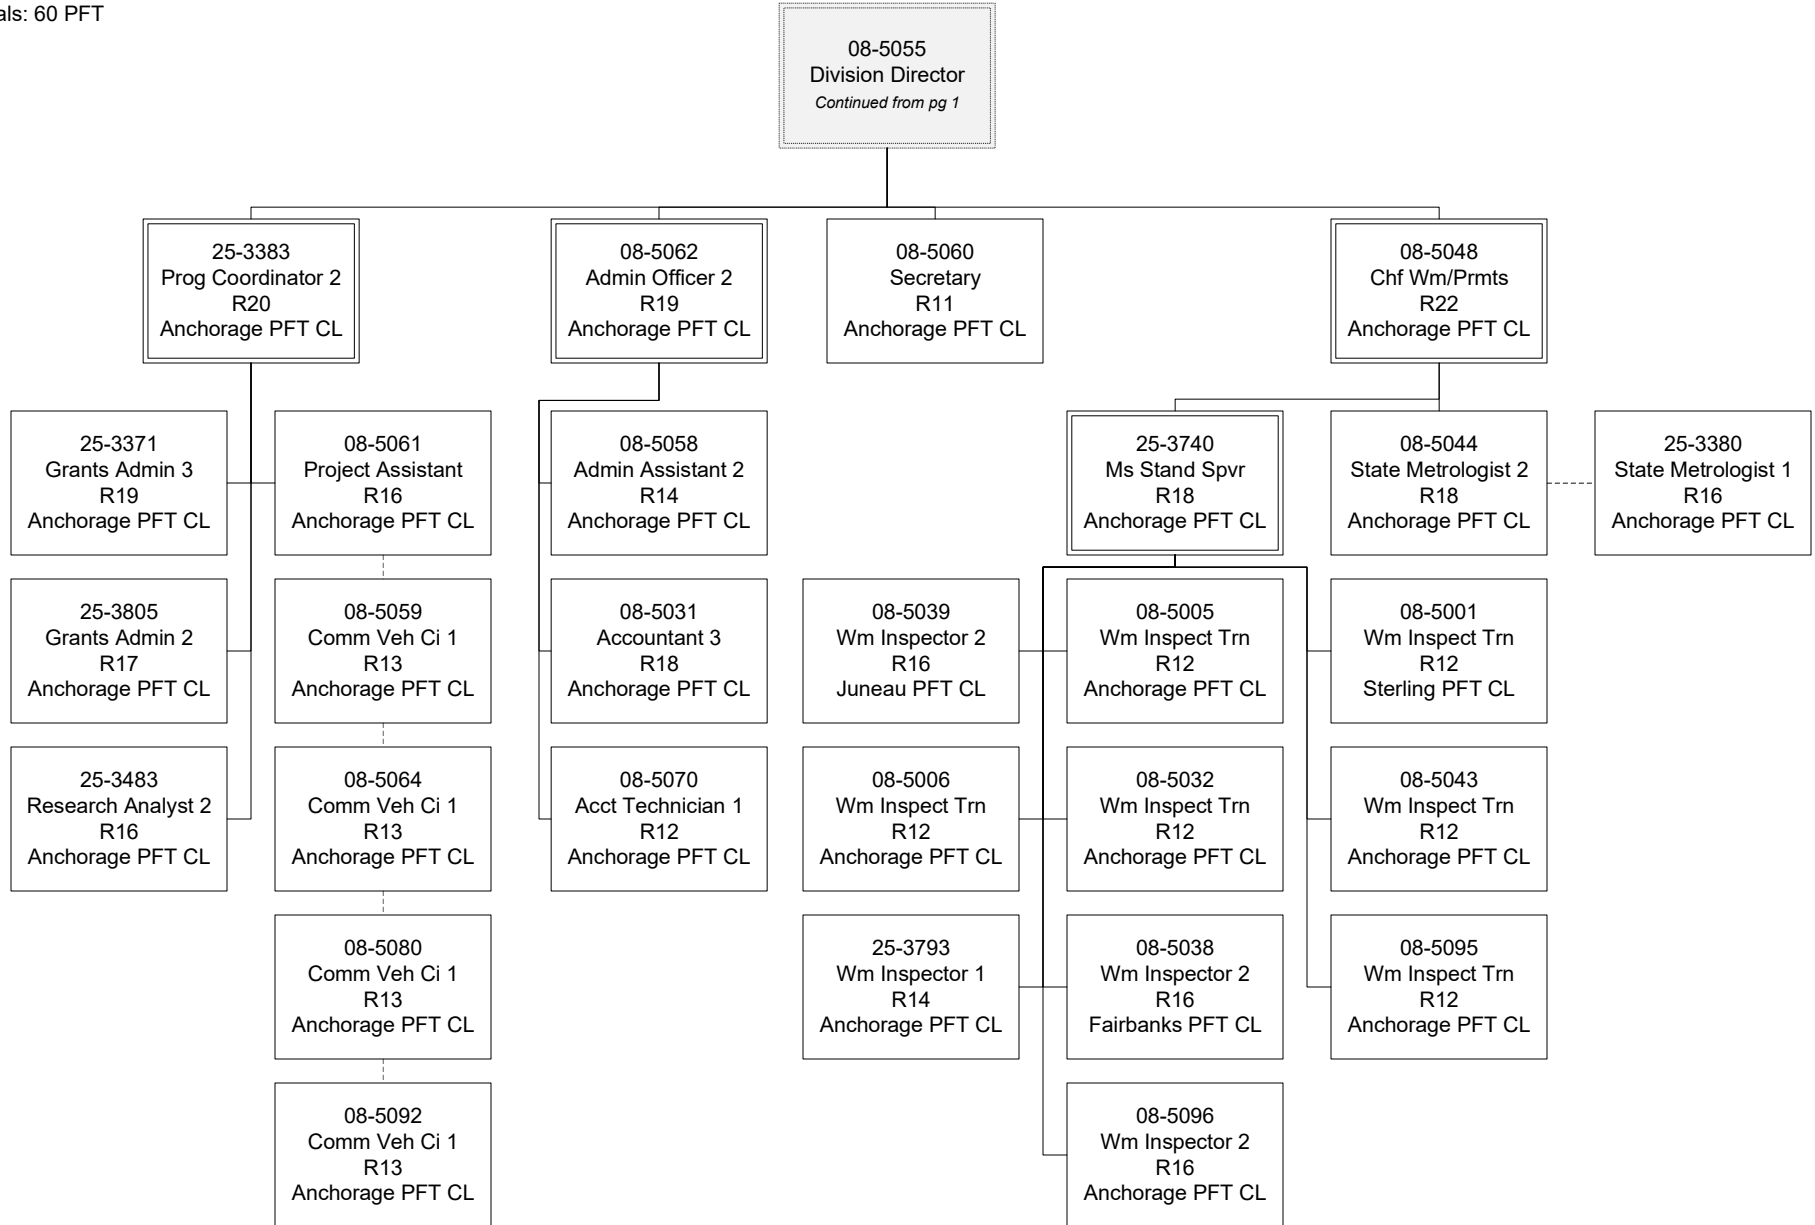 als: 60 PFT
08-5055
Division Director
Continued from pg 1
25-3383
Prog Coordinator 2
R20
Anchorage PFT CL
08-5062
Admin Officer 2
R19
Anchorage PFT CL
08-5060
Secretary
R11
Anchorage PFT CL
08-5048
Chf Wm/Prmts
R22
Anchorage PFT CL
25-3371
Grants Admin 3
R19
Anchorage PFT CL
08-5061
Project Assistant
R16
Anchorage PFT CL
08-5058
Admin Assistant 2
R14
Anchorage PFT CL
25-3740
Ms Stand Spvr
R18
Anchorage PFT CL
08-5044
State Metrologist 2
R18
Anchorage PFT CL
25-3380
State Metrologist 1
R16
Anchorage PFT CL
25-3805
Grants Admin 2
R17
Anchorage PFT CL
08-5059
Comm Veh Ci 1
R13
Anchorage PFT CL
08-5031
Accountant 3
R18
Anchorage PFT CL
08-5039
Wm Inspector 2
R16
Juneau PFT CL
08-5005
Wm Inspect Trn
R12
Anchorage PFT CL
08-5001
Wm Inspect Trn
R12
Sterling PFT CL
25-3483
Research Analyst 2
R16
Anchorage PFT CL
08-5064
Comm Veh Ci 1
R13
Anchorage PFT CL
08-5070
Acct Technician 1
R12
Anchorage PFT CL
08-5006
Wm Inspect Trn
R12
Anchorage PFT CL
08-5032
Wm Inspect Trn
R12
Anchorage PFT CL
08-5043
Wm Inspect Trn
R12
Anchorage PFT CL
08-5080
Comm Veh Ci 1
R13
Anchorage PFT CL
25-3793
Wm Inspector 1
R14
Anchorage PFT CL
08-5038
Wm Inspector 2
R16
Fairbanks PFT CL
08-5095
Wm Inspect Trn
R12
Anchorage PFT CL
08-5092
Comm Veh Ci 1
R13
Anchorage PFT CL
08-5096
Wm Inspector 2
R16
Anchorage PFT CL